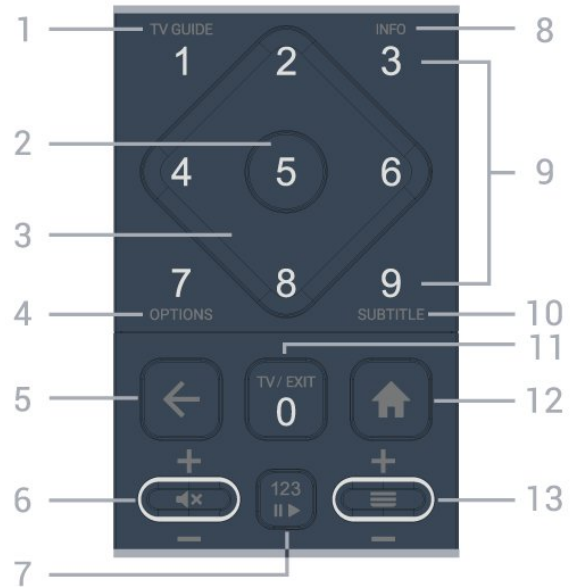 1 TV GUIDE INFO 8
1 2 3
2
9
4 5 6
3
7 8 9
4 OPTIONS SUBTITLE 10
11
TV / EXIT
5 0 12
+ +
6 123 13
− −
7